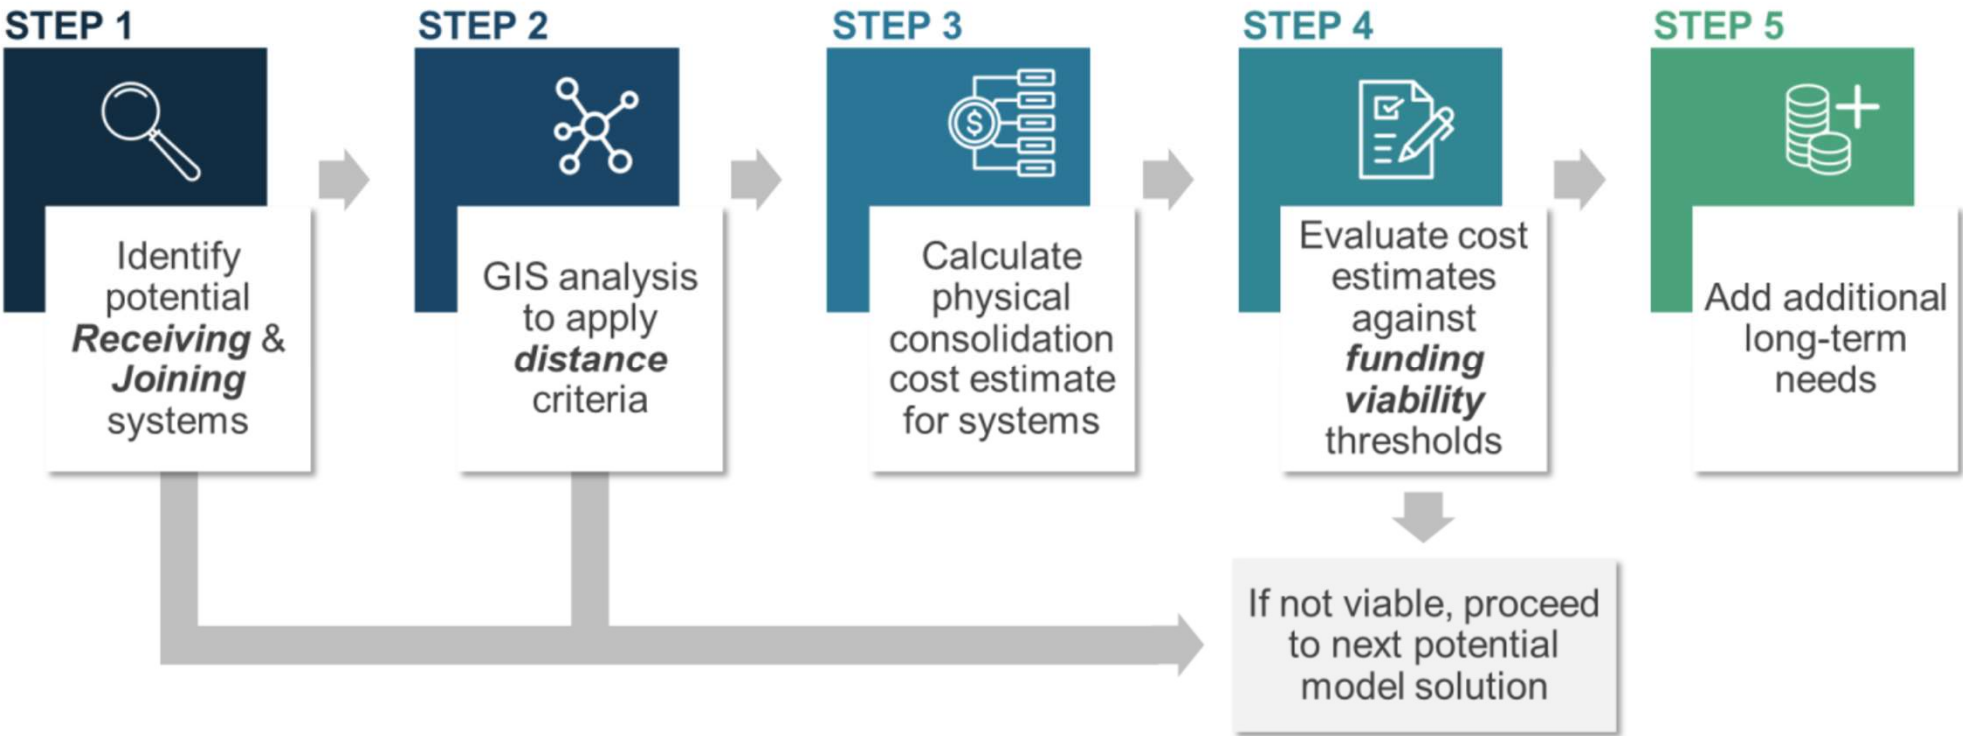 STEP 1
Identify
potential
Receiving &
Joining
systems
STEP 2
GIS analysis
to apply
distance
criteria
STEP 3
$
Calculate
physical
consolidation
cost estimate
for systems
STEP 4
Evaluate cost
estimates
against
funding
viability
thresholds
STEP 5
Add additional
long-term
needs
If not viable, proceed
to next potential
model solution